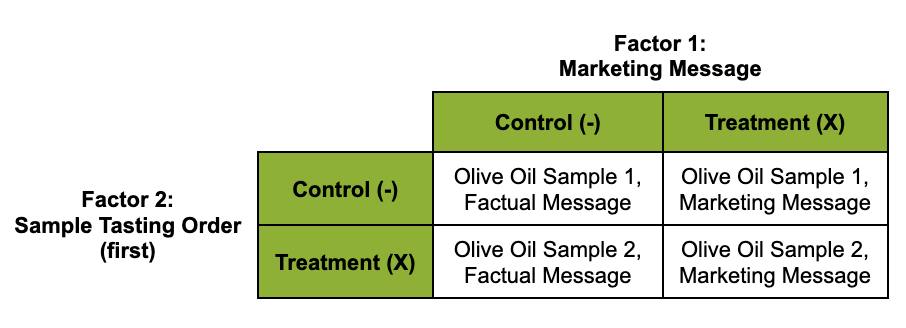 Factor 1:
Marketing Message
Control (-)
Treatment (X)
Factor 2:
Sample Tasting Order
(first)
Control (-)
Olive Oil Sample 1,
Factual Message
Olive Oil Sample 1,
Marketing Message
Treatment (X)
Olive Oil Sample 2,
Factual Message
Olive Oil Sample 2,
Marketing Message